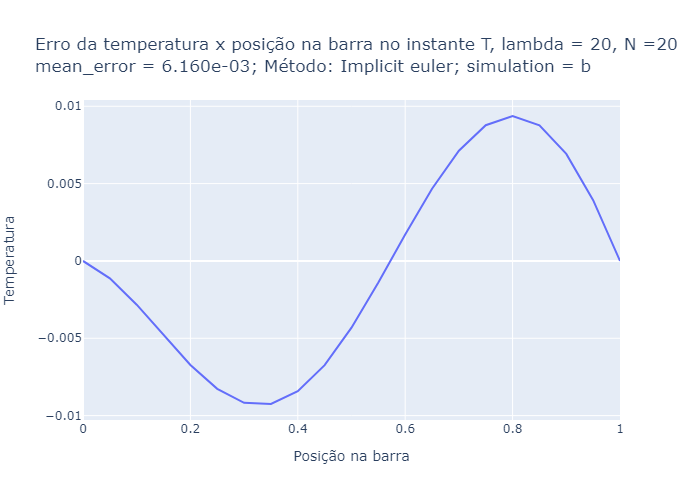 Erro da temperatura x posição na barra no instante T, lambda = 20, N =20
mean_error = 6.160e-03; Método: Implicit euler; simulation = b
0.01
0.005
0
−0.005
−0.01
Temperatura
0
0.2
0.4
0.6
0.8
1
Posição na barra